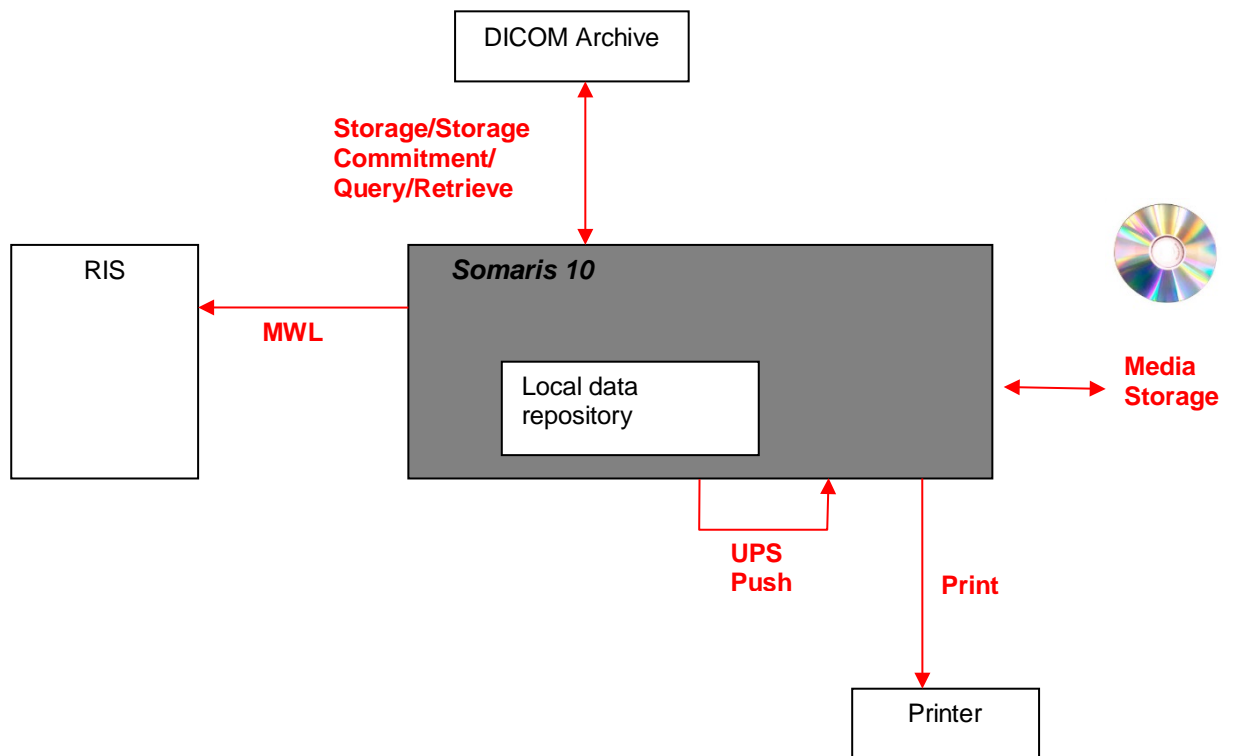 DICOM Archive
Storage/Storage
Commitment/
Query/Retrieve
RIS
Somaris 10
MWL
Local data
repository
Media
Storage
UPS
Push
Print
Printer